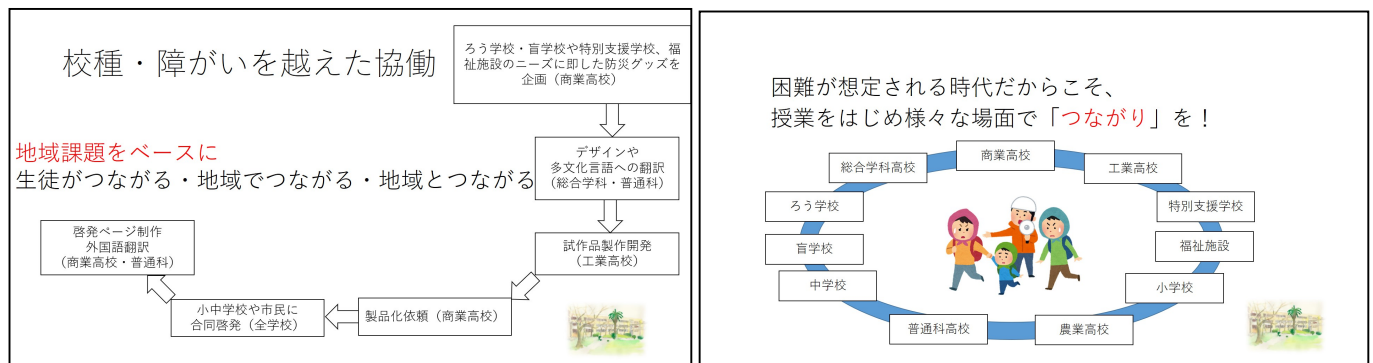 校種・障がいを越えた協働
ろう学校・盲学校や特別支援学校、福
祉施設のニーズに即した防災グッズを
企画（商業高校）
地域課題をベースに
生徒がつながる・地域でつながる・地域とつながる
デザインや
多文化言語への翻訳
（総合学科・普通科）
試作品製作開発
（工業高校）
製品化依頼（商業高校）
小中学校や市民に
合同啓発（全学校）
啓発ページ制作
外国語翻訳
（商業高校・普通科）
困難が想定される時代だからこそ、
授業をはじめ様々な場面で「つながり」を！
商業高校
工業高校
特別支援学校
福祉施設
小学校
農業高校
普通科高校
中学校
盲学校
ろう学校
総合学科高校